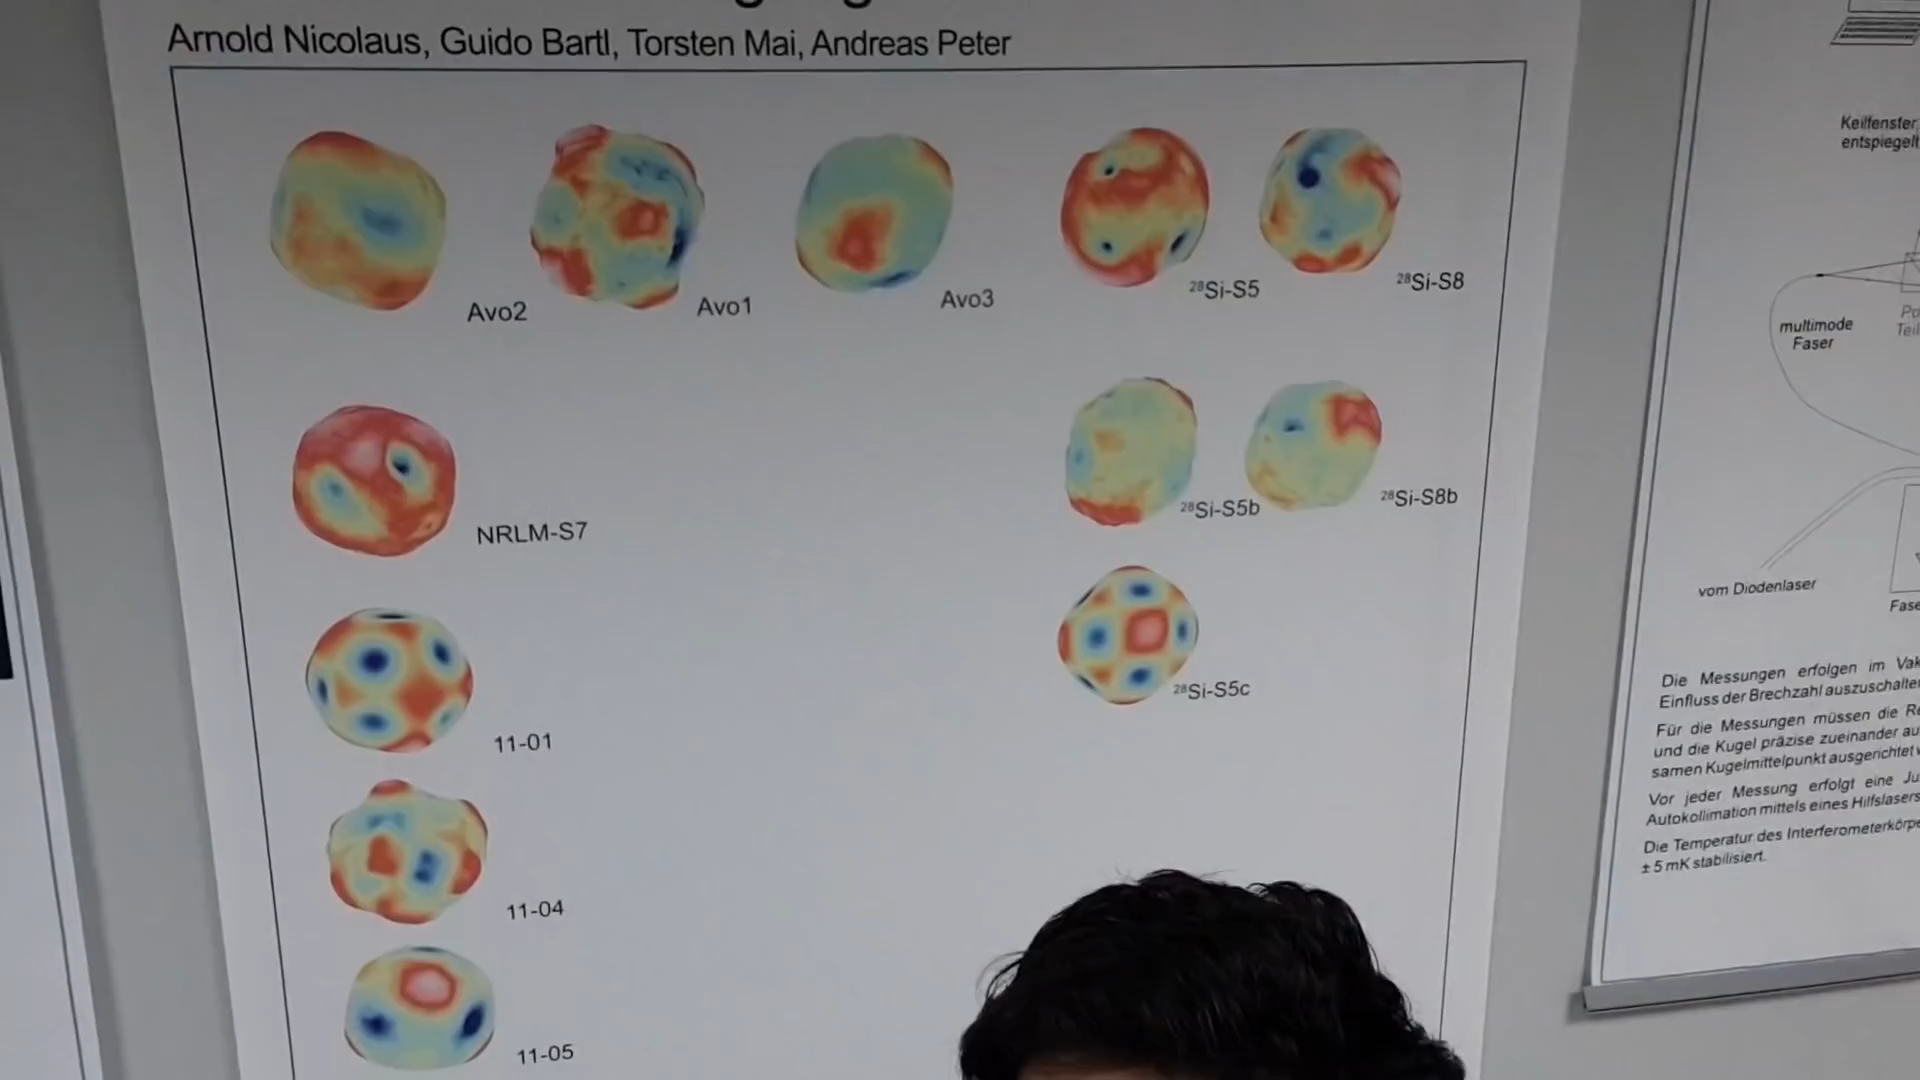 Arnold Nicolaus, Guido Bartl, Torsten Mai, Andreas Peter
Avo2
Avo1
Avo3
²⁸Si-S5
²⁸Si-S8
NRLM-S7
²⁸Si-S5b
²⁸Si-S8b
11-01
²⁸Si-S5c
11-04
11-05
Keilfenster,
entspiegelt
multimode
Faser
vom Diodenlaser
Die Messungen erfolgen im
Einfluss der Brechzahl auszuschalten
Für die Messungen müssen die
und die Kugel präzise zueinander
samen Kugelmittelpunkt ausgerichtet
Vor jeder Messung erfolgt eine
Autokollimation mittels eines Hilfslasers
Die Temperatur des
± 5 mK stabilisiert.